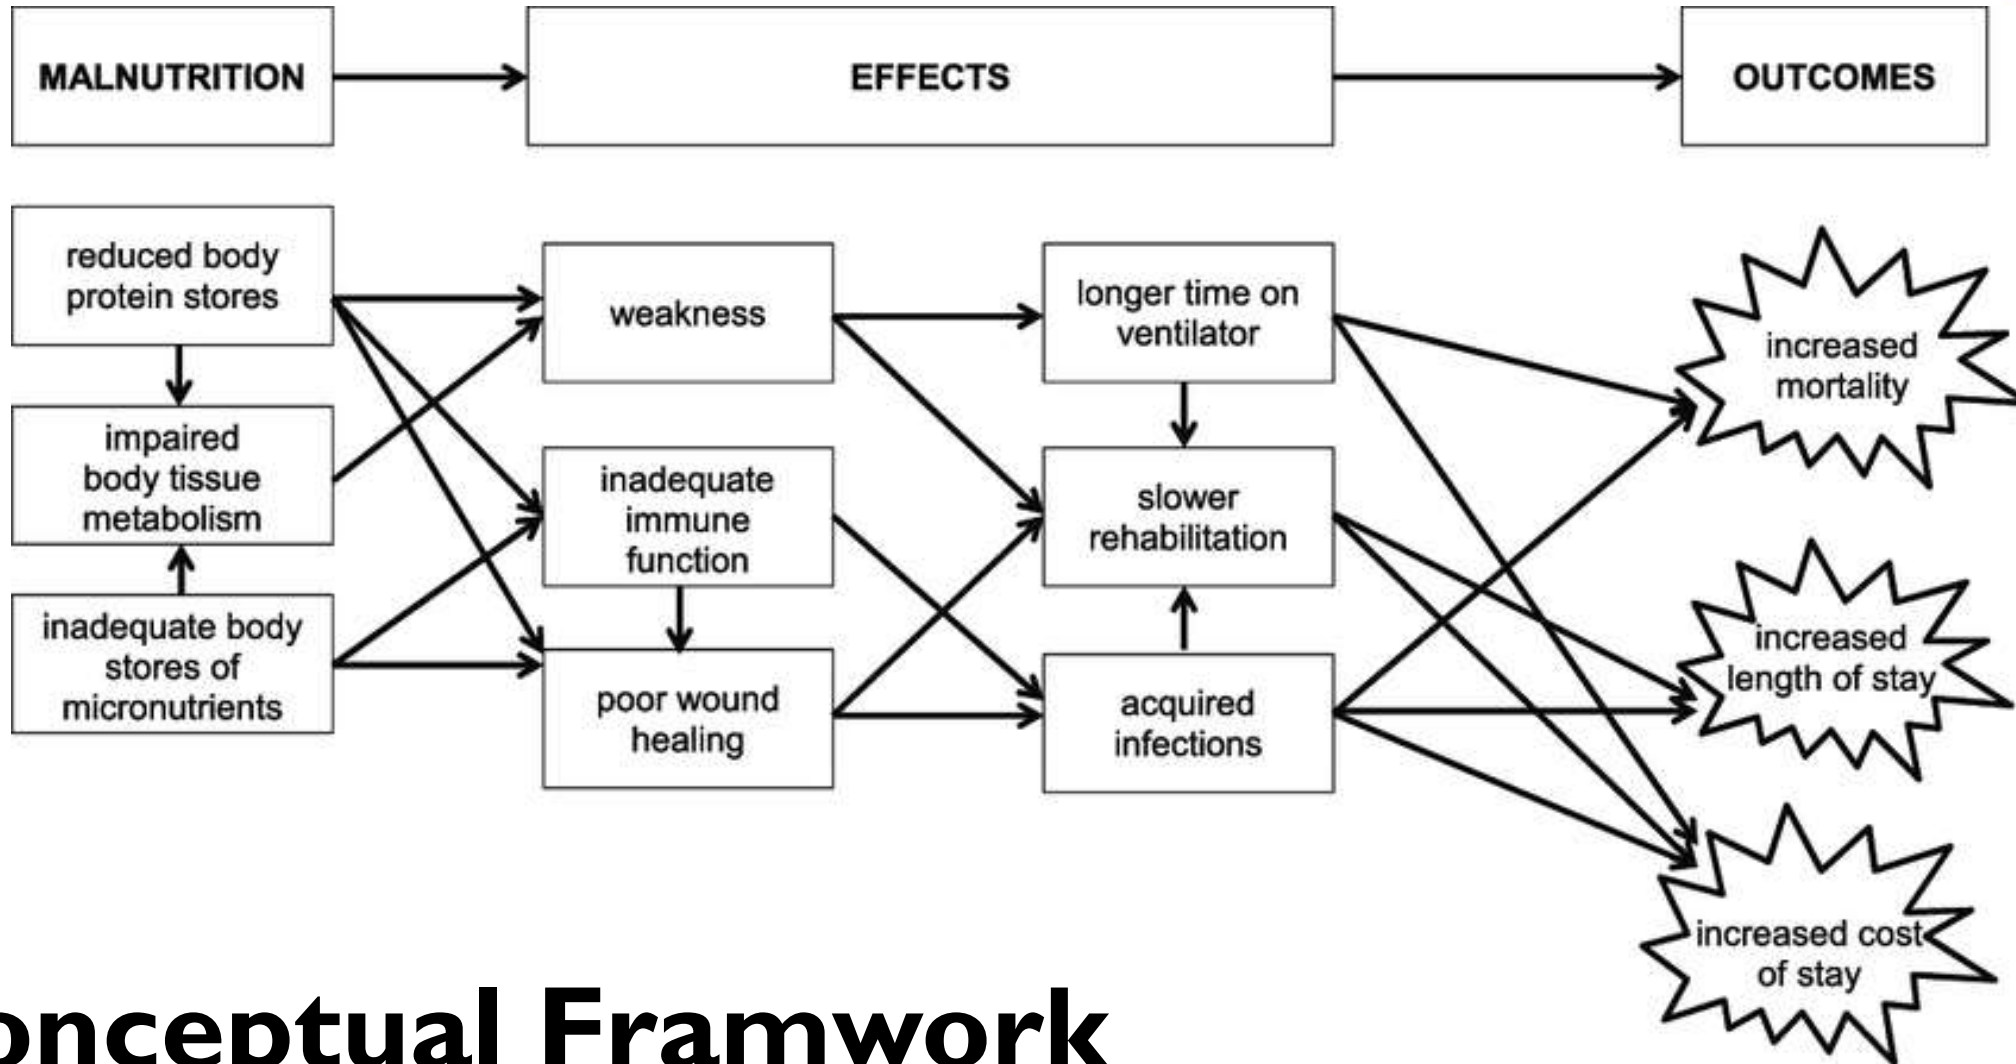 MALNUTRITION
EFFECTS
OUTCOMES
reduced body
protein stores
impaired
body tissue
metabolism
inadequate body
stores of
micronutrients
weakness
inadequate
immune
function
poor wound
healing
longer time on
ventilator
slower
rehabilitation
acquired
infections
increased
mortality
increased
length of stay
increased cost
of stay
onceptual Framwork